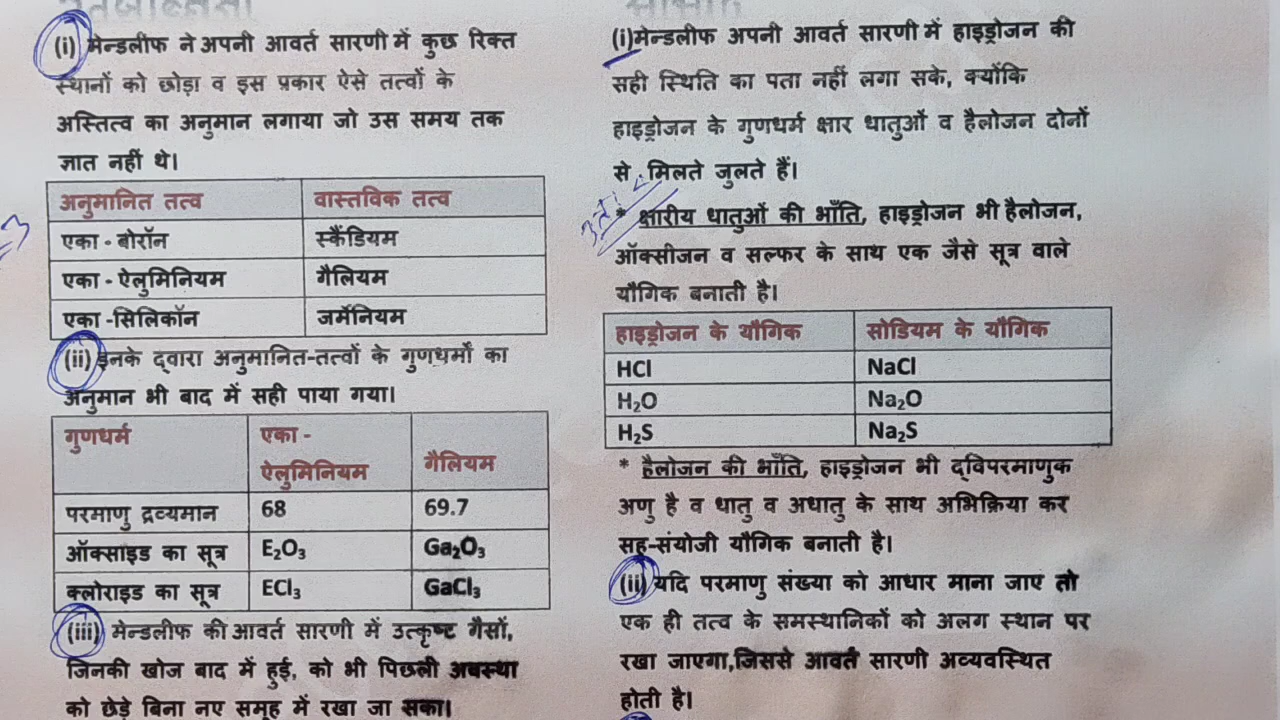 (i) मेन्डलीफ ने अपनी आवर्त सारणी में कुछ रिक्त
स्थानों को छोड़ा व इस प्रकार ऐसे तत्वों के
अस्तित्व का अनुमान लगाया जो उस समय तक
ज्ञात नहीं थे।
अनुमानित तत्व वास्तविक तत्व
एका - बोरॉन स्कैंडियम
एका - ऐलुमिनियम गैलियम
एका -सिलिकॉन जर्मेनियम
(ii) इनके द्वारा अनुमानित-तत्वों के गुणधर्मों का
अनुमान भी बाद में सही पाया गया।
गुणधर्म एका -
ऐलुमिनियम गैलियम
परमाणु द्रव्यमान 68 69.7
ऑक्साइड का सूत्र E₂O₃ Ga₂O₃
क्लोराइड का सूत्र ECl₃ GaCl₃
(iii) मेन्डलीफ की आवर्त सारणी में उत्कृष्ट गैसों,
जिनकी खोज बाद में हुई, को भी पिछली अवस्था
को छेड़े बिना नए समूह में रखा जा सका।
(i)मेन्डलीफ अपनी आवर्त सारणी में हाइड्रोजन की
सही स्थिति का पता नहीं लगा सके, क्योंकि
हाइड्रोजन के गुणधर्म क्षार धातुओं व हैलोजन दोनों
से मिलते जुलते हैं।
* क्षारीय धातुओं की भाँति, हाइड्रोजन भी हैलोजन,
ऑक्सीजन व सल्फर के साथ एक जैसे सूत्र वाले
यौगिक बनाती है।
हाइड्रोजन के यौगिक सोडियम के यौगिक
HCl NaCl
H₂O Na₂O
H₂S Na₂S
* हैलोजन की भाँति, हाइड्रोजन भी द्विपरमाणुक
अणु है व धातु व अधातु के साथ अभिक्रिया कर
सह-संयोजी यौगिक बनाती है।
(ii) यदि परमाणु संख्या को आधार माना जाए तो
एक ही तत्व के समस्थानिकों को अलग स्थान पर
रखा जाएगा,जिससे आवर्त सारणी अव्यवस्थित
होती है।